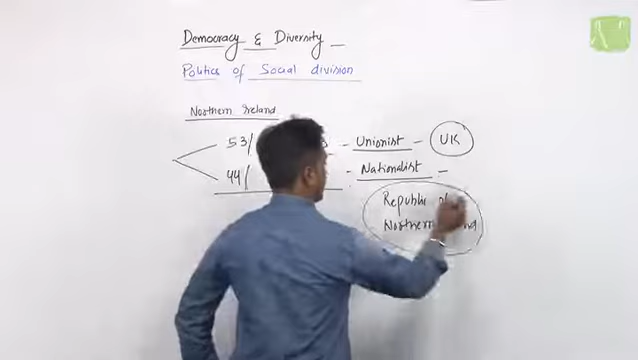 Democracy & Diversity
Politics of Social division
Northern Ireland
53/ - Unionist - UK
44/ - Nationalist -
Republic
Northern